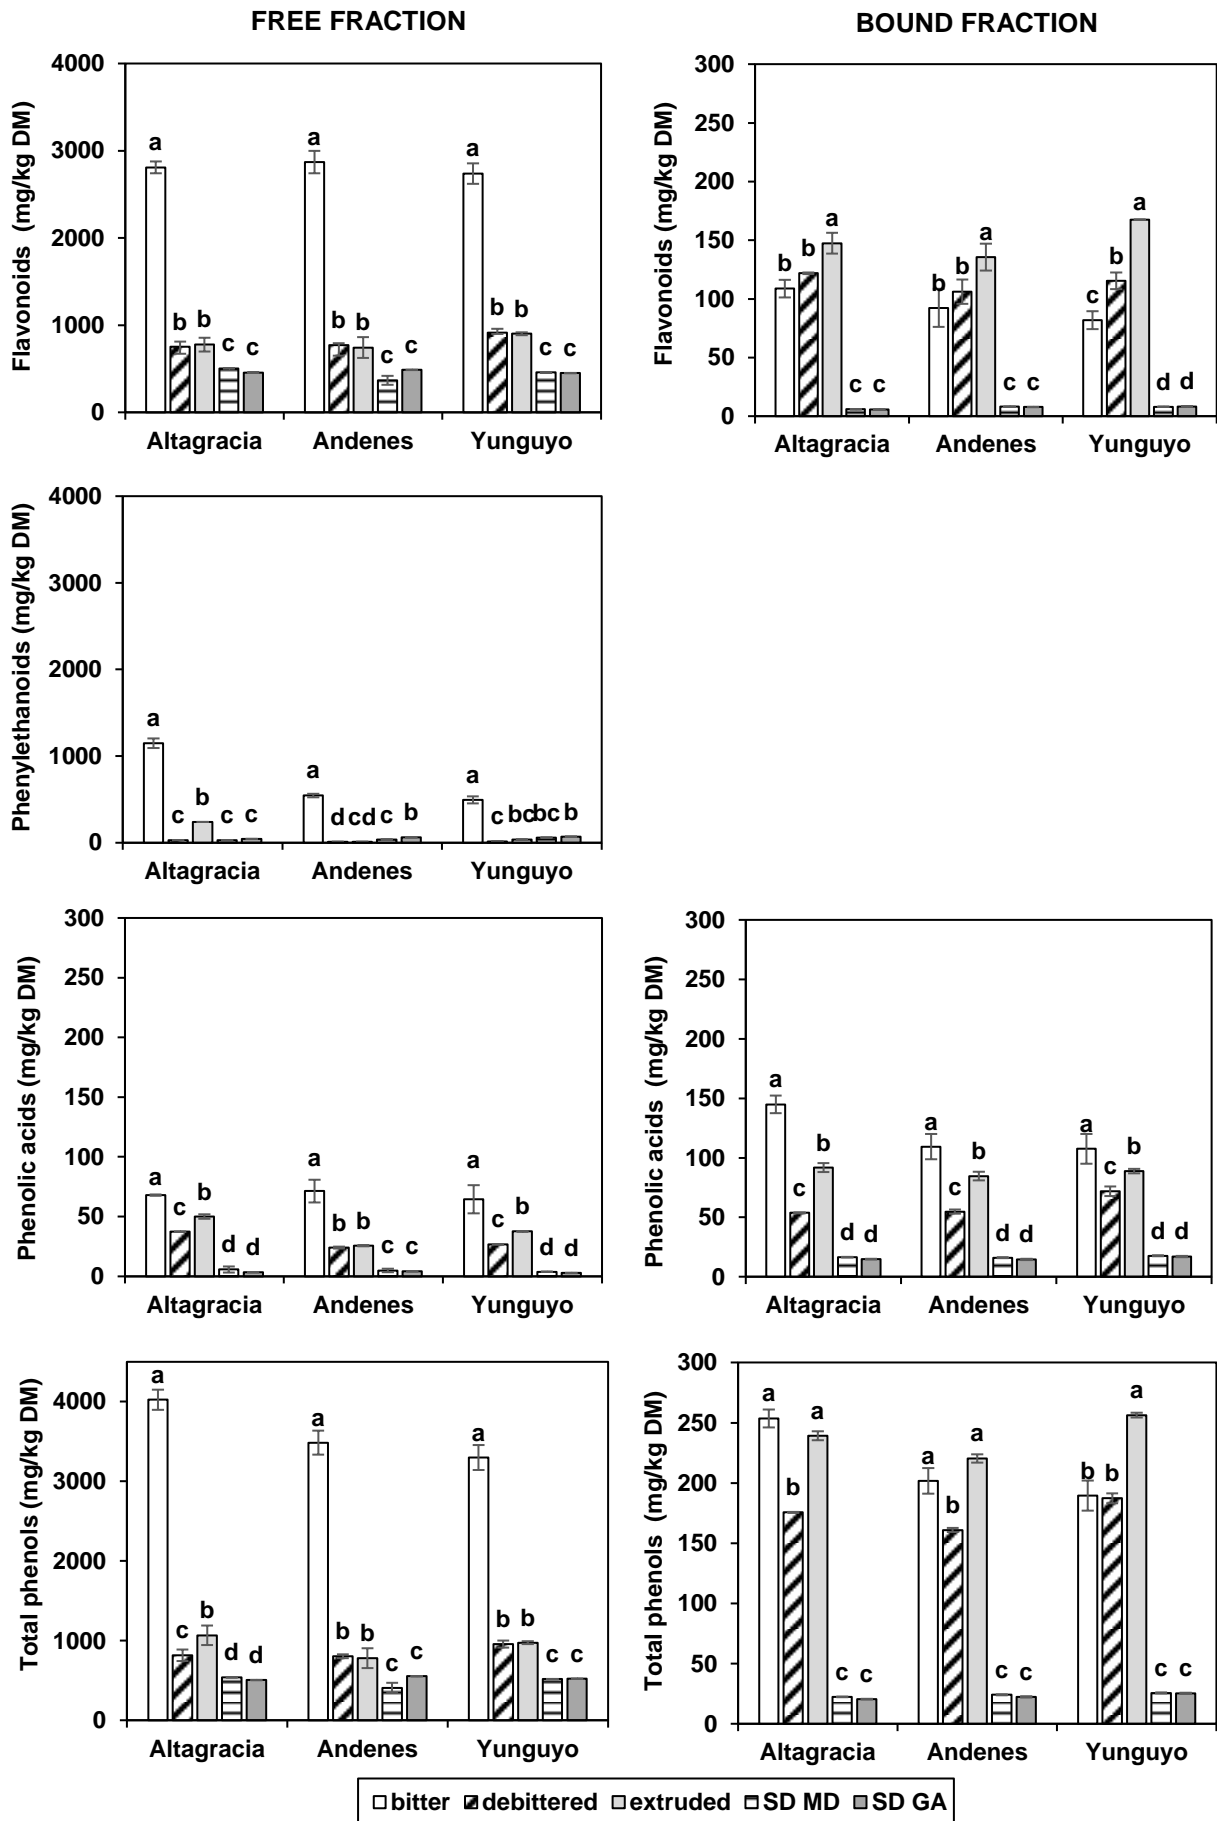 FREE FRACTION
BOUND FRACTION
Flavonoids (mg/kg DM)
4000
3000
2000
1000
0
a b b c c
a b b c c
a b b c c
Altagracia Andenes Yunguyo
Flavonoids (mg/kg DM)
300
250
200
150
100
50
0
b b a c c
b b a c c
c b a d d
Altagracia Andenes Yunguyo
Phenylethanoids (mg/kg DM)
4000
3000
2000
1000
0
a c b c c
a d cd c b
a c bc bc b
Altagracia Andenes Yunguyo
Phenolic acids (mg/kg DM)
300
250
200
150
100
50
0
a c b d d
a b b c c
a c b d d
Altagracia Andenes Yunguyo
Phenolic acids (mg/kg DM)
300
250
200
150
100
50
0
a c b d d
a c b d d
a c b d d
Altagracia Andenes Yunguyo
Total phenols (mg/kg DM)
4000
3000
2000
1000
0
a c b d d
a b b c c
a b b c c
Altagracia Andenes Yunguyo
Total phenols (mg/kg DM)
300
250
200
150
100
50
0
a b a c c
a b a c c
b b a c c
Altagracia Andenes Yunguyo
bitter debittered extruded SD MD SD GA